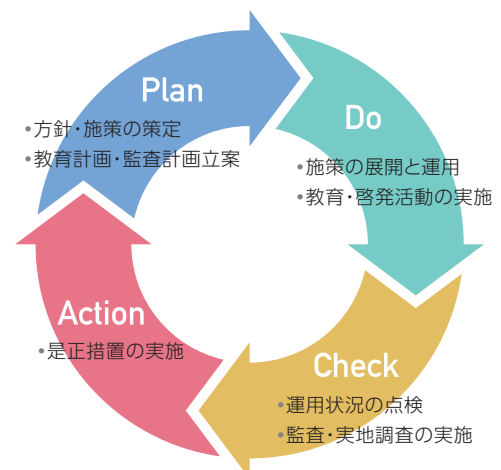 Plan
•方針・施策の策定
•教育計画・監査計画立案
Do
•施策の展開と運用
•教育・啓発活動の実施
Check
•運用状況の点検
•監査・実地調査の実施
Action
•是正措置の実施